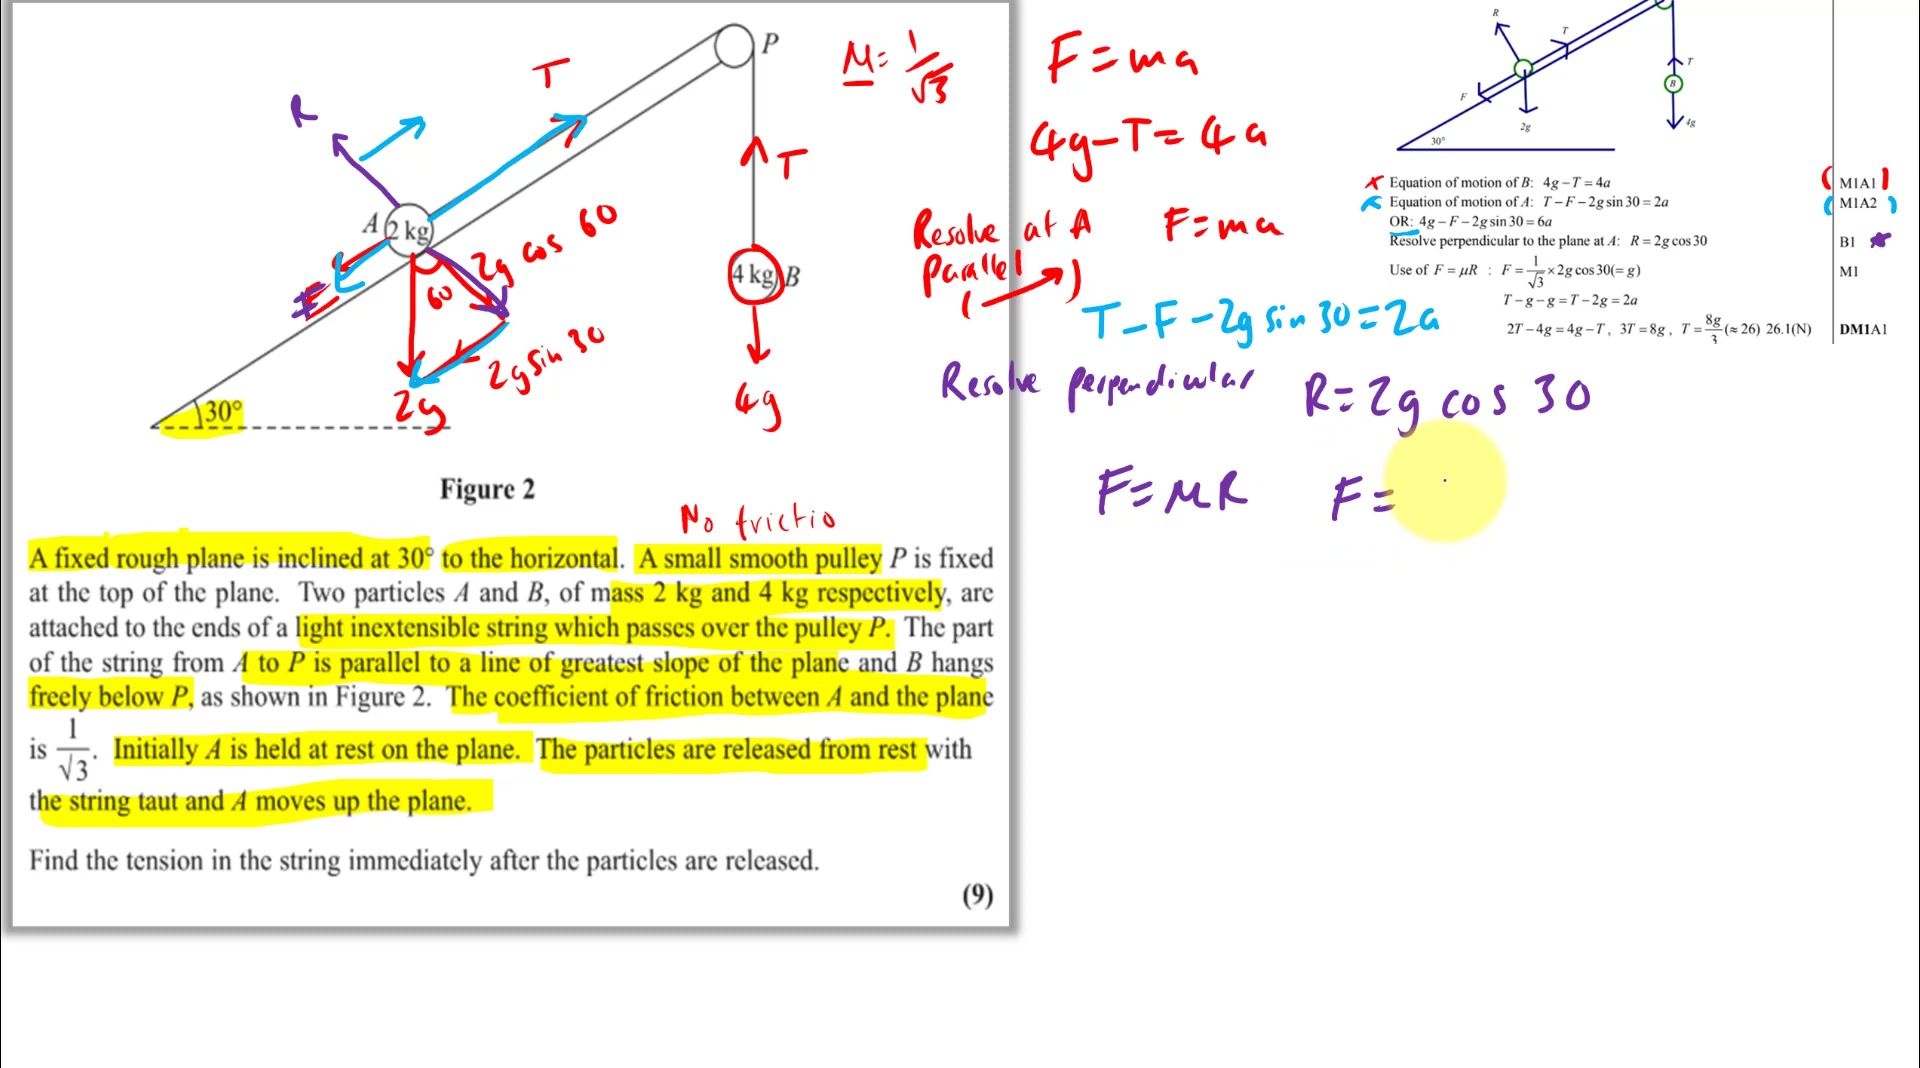 P
T
R
A 2 kg
T
2g cos 60
60
F
4 kg B
2g sin 30
30°
2g
4g
Figure 2
No frictio
A fixed rough plane is inclined at 30° to the horizontal. A small smooth pulley P is fixed
at the top of the plane. Two particles A and B, of mass 2 kg and 4 kg respectively, are
attached to the ends of a light inextensible string which passes over the pulley P. The part
of the string from A to P is parallel to a line of greatest slope of the plane and B hangs
freely below P, as shown in Figure 2. The coefficient of friction between A and the plane
is 1/√3. Initially A is held at rest on the plane. The particles are released from rest with
the string taut and A moves up the plane.
Find the tension in the string immediately after the particles are released.
(9)
M = 1/√3
F = ma
4g - T = 4a
Resolve at A F = ma
Parallel
( )
T - F - 2g sin 30 = 2a
Resolve perpendicular R = 2g cos 30
F = μR F =
R
T
T
B
F
2g
4g
30°
Equation of motion of B: 4g − T = 4a M1A1
Equation of motion of A: T − F − 2g sin 30 = 2a M1A2
OR: 4g − F − 2g sin 30 = 6a
Resolve perpendicular to the plane at A: R = 2g cos 30 B1
Use of F = μR : F = 1/√3 × 2g cos 30 (= g) M1
T − g − g = T − 2g = 2a
2T − 4g = 4g − T, 3T = 8g, T = 8g/3 (≈ 26) 26.1(N) DM1A1